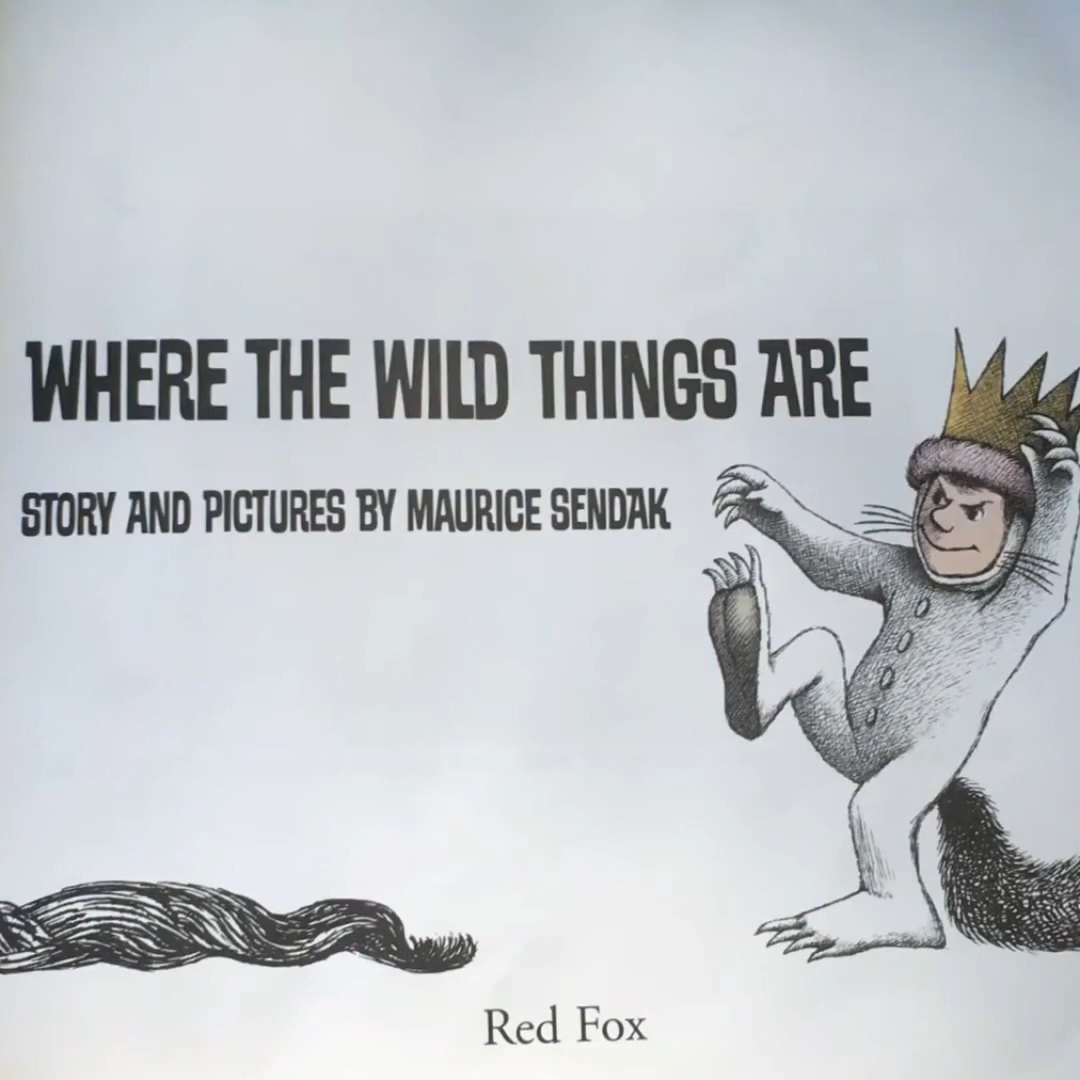 WHERE THE WILD THINGS ARE
STORY AND PICTURES BY MAURICE SENDAK
Red Fox